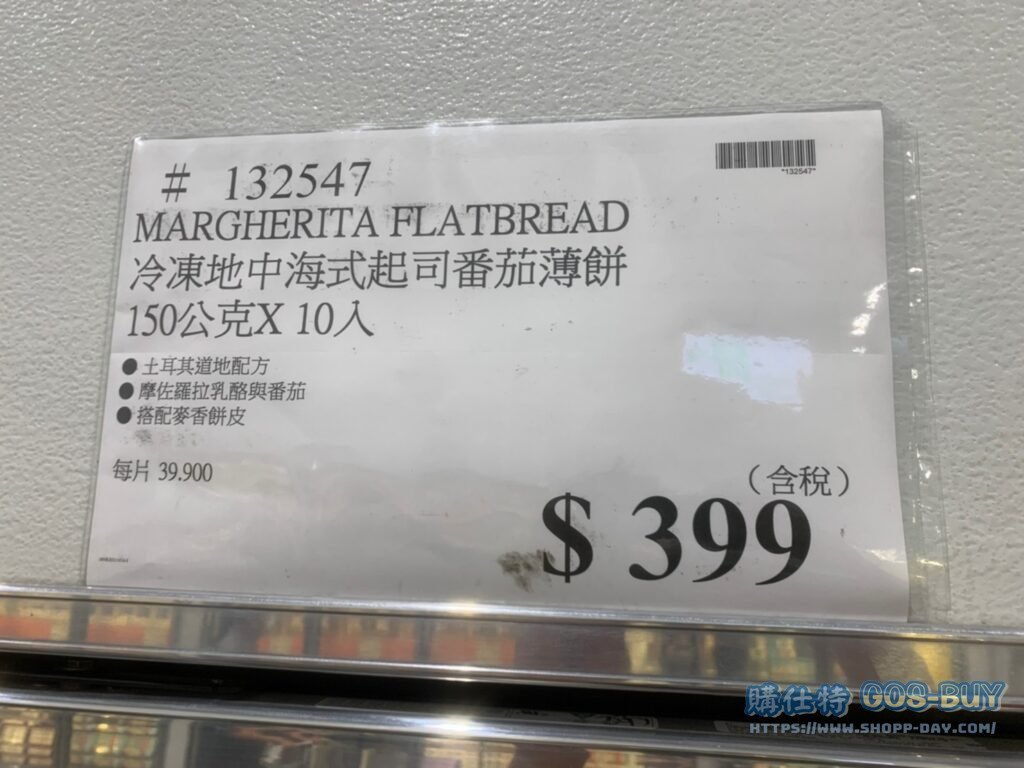 # 132547
"132547"
MARGHERITA FLATBREAD
冷凍地中海式起司番茄薄餅
150公克X 10入
●土耳其道地配方
●摩佐羅拉乳酪與番茄
●搭配麥香餅皮
每片 39.900
(含稅)
$ 399
購仕特 GOS-BUY
HTTPS://WWW.SHOPP-DAY.COM/